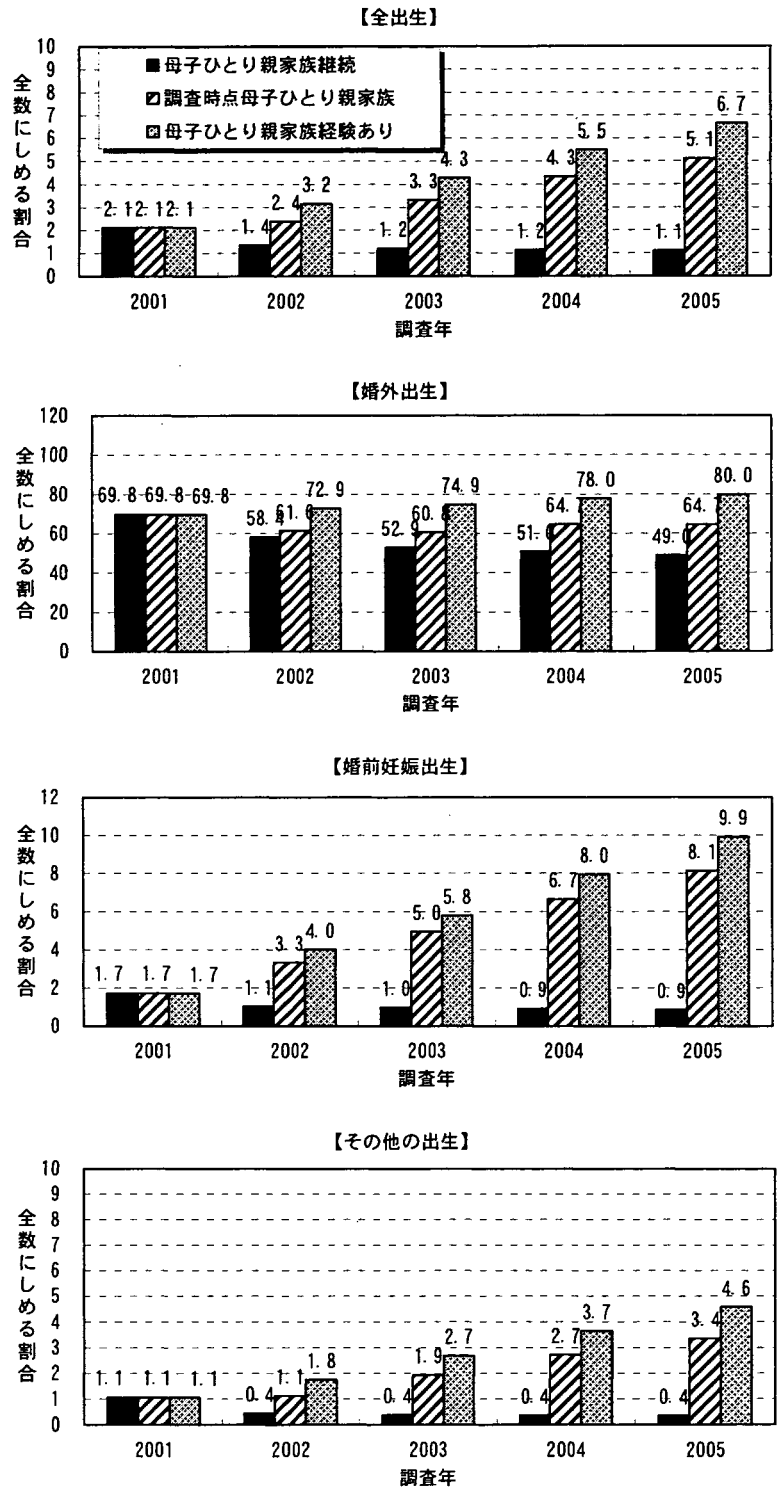 【全出生】
10
9
8
7
6
5
4
3
2
1
0
全数にしめる割合
母子ひとり親家族継続
調査時点母子ひとり親家族
母子ひとり親家族経験あり
2.1 2.1 2.1
1.4 2.4 3.2
1.2 3.3 4.3
1.2 4.3 5.5
1.1 5.1 6.7
2001 2002 2003 2004 2005
調査年
【婚外出生】
120
100
80
60
40
20
0
全数にしめる割合
69.8 69.8 69.8
58.4 61.6 72.9
52.9 60.8 74.9
51.0 64. 78.0
49.0 64. 80.0
2001 2002 2003 2004 2005
調査年
【婚前妊娠出生】
12
10
8
6
4
2
0
全数にしめる割合
1.7 1.7 1.7
1.1 3.3 4.0
1.0 5.0 5.8
0.9 6.7 8.0
0.9 8.1 9.9
2001 2002 2003 2004 2005
調査年
【その他の出生】
10
9
8
7
6
5
4
3
2
1
0
全数にしめる割合
1.1 1.1 1.1
0.4 1.1 1.8
0.4 1.9 2.7
0.4 2.7 3.7
0.4 3.4 4.6
2001 2002 2003 2004 2005
調査年